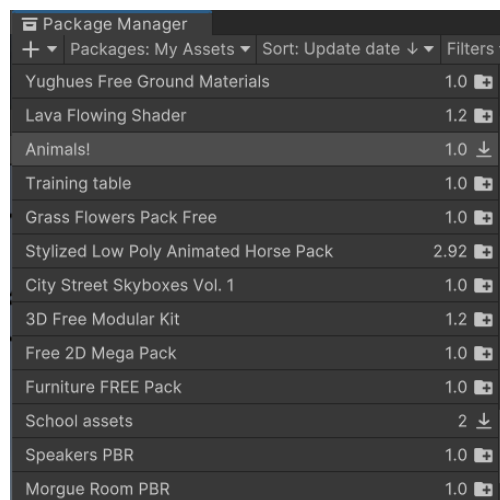 Package Manager
+ Packages: My Assets Sort: Update date ↓ Filters
Yughues Free Ground Materials 1.0
Lava Flowing Shader 1.2
Animals! 1.0
Training table 1.0
Grass Flowers Pack Free 1.0
Stylized Low Poly Animated Horse Pack 2.92
City Street Skyboxes Vol. 1 1.0
3D Free Modular Kit 1.2
Free 2D Mega Pack 1.0
Furniture FREE Pack 1.0
School assets 2
Speakers PBR 1.0
Morgue Room PBR 1.0